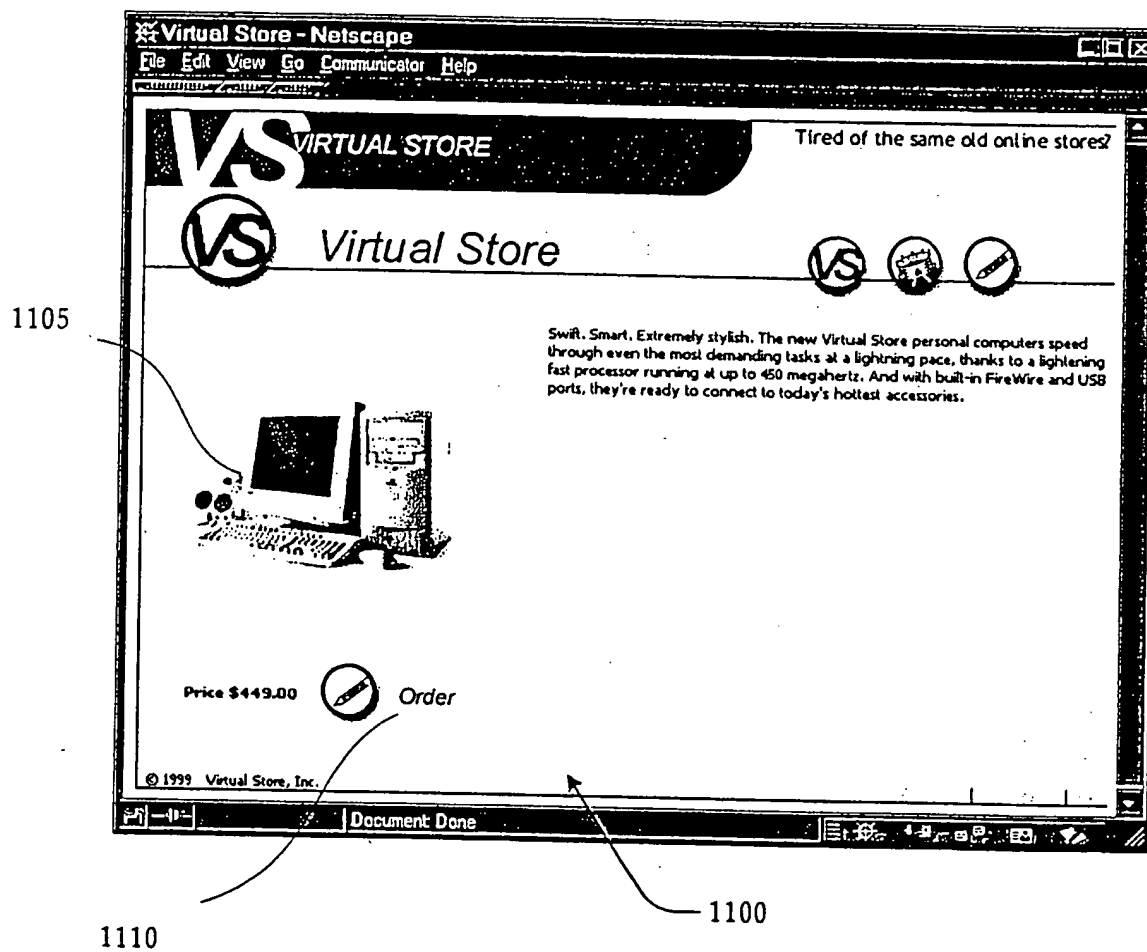 Virtual Store - Netscape
File Edit View Go Communicator Help
VS VIRTUAL STORE
Tired of the same old online stores?
VS Virtual Store
VS
1105
Swift. Smart. Extremely stylish. The new Virtual Store personal computers speed
through even the most demanding tasks at a lightning pace, thanks to a lightening
fast processor running at up to 450 megahertz. And with built-in FireWire and USB
ports, they're ready to connect to today's hottest accessories.
Price $449.00 Order
© 1999 Virtual Store, Inc.
Document Done
1100
1110